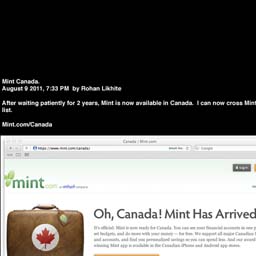 Mint Canada.
August 9 2011, 7:33 PM by Rohan Likhite
After waiting patiently for 2 years, Mint is now available in Canada. I can now cross Mint
list.
Mint.com/Canada
Canada | Mint.com
https://www.mint.com/canada/
Google
login
mint.com
Oh, Canada! Mint Has Arrived
It's official: Mint is now ready for Canada. You can see your financial accounts in one p
set budgets, and do more with your money — for free. We support all major Canadian f
and accounts, and find you personalized savings so you can spend less. And our award
winning Mint app is available in the Canadian iPhone and Android app stores.